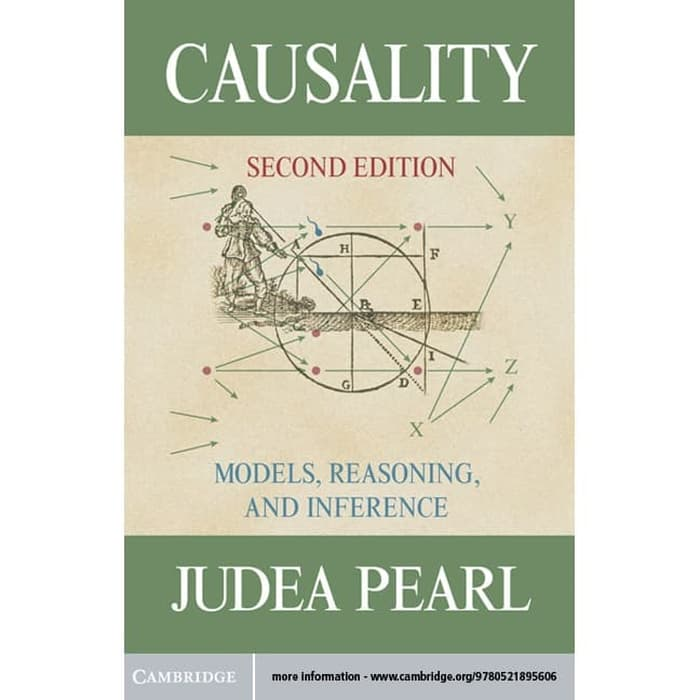 CAUSALITY
SECOND EDITION
Y
A
H
F
B
E
I
G
D
Z
X
MODELS, REASONING,
AND INFERENCE
JUDEA PEARL
CAMBRIDGE
more information - www.cambridge.org/9780521895606